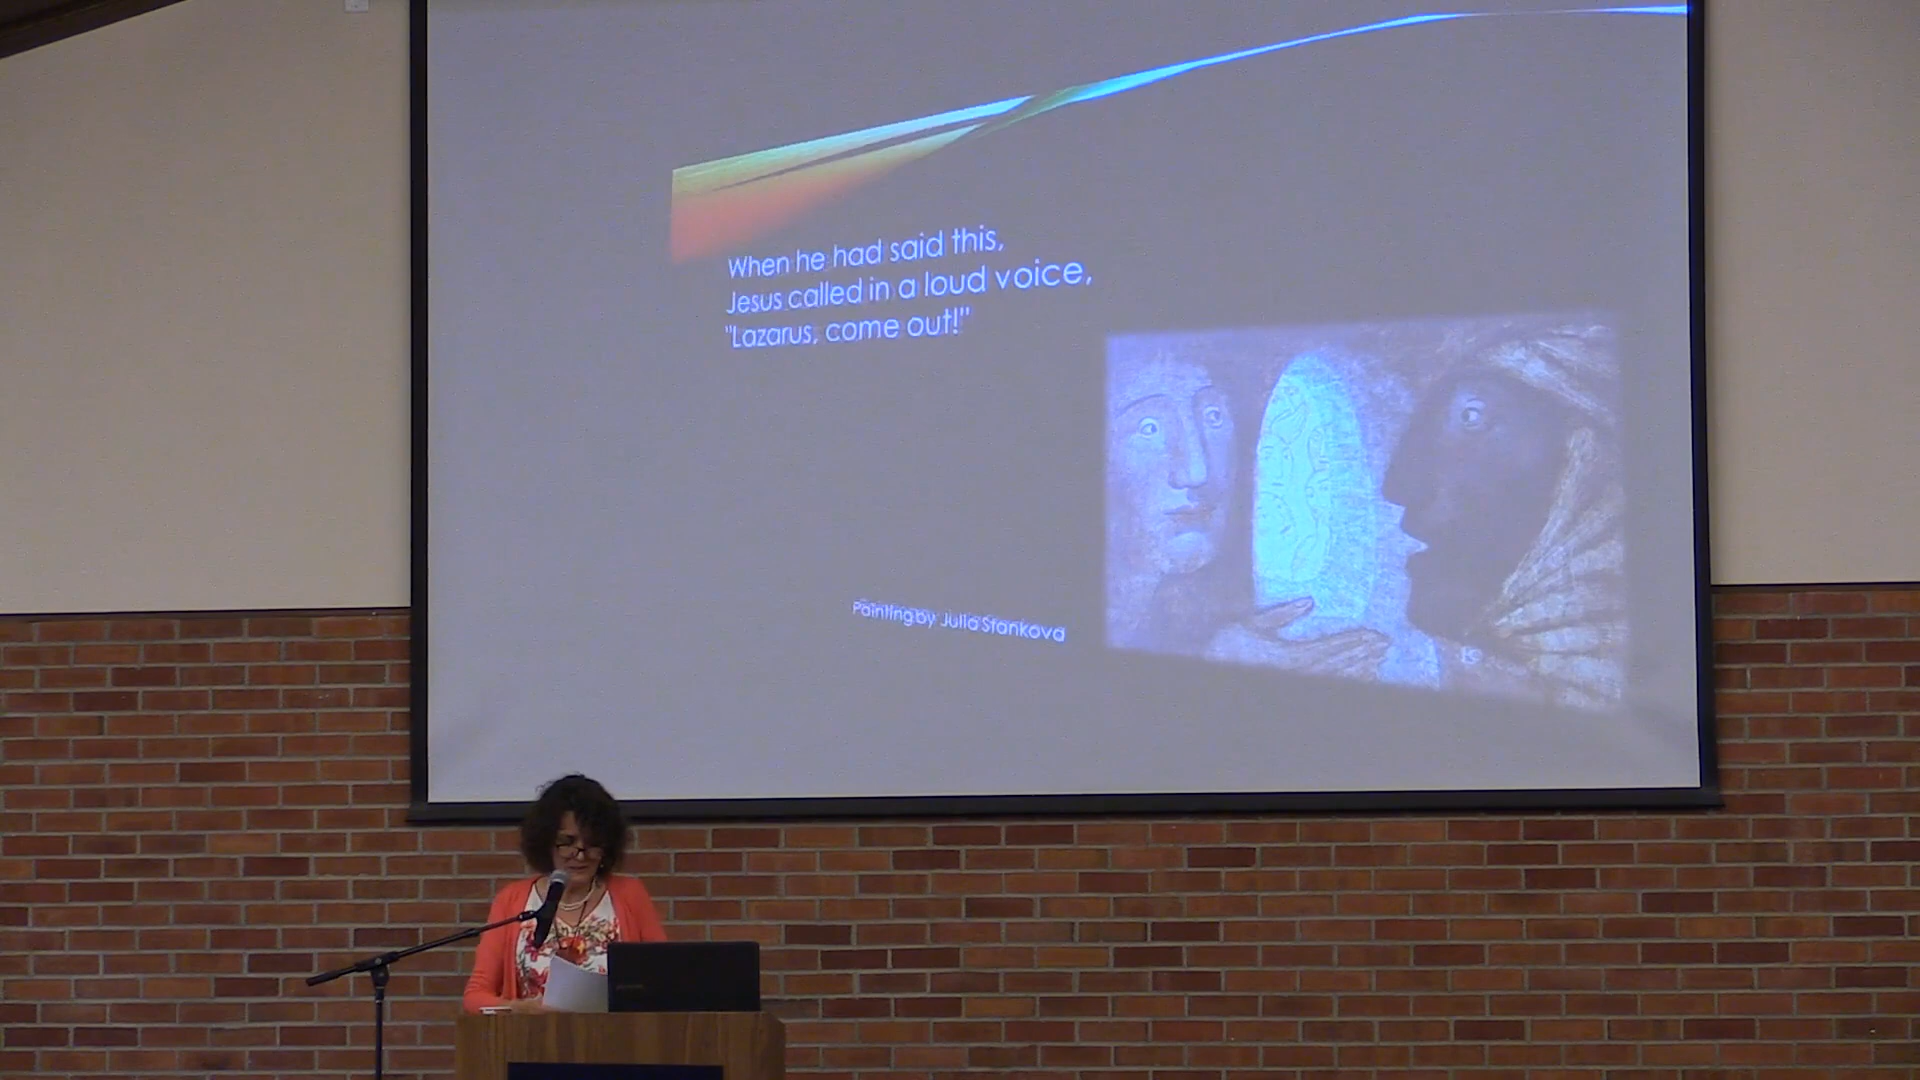 When he had said this,
Jesus called in a loud voice,
"Lazarus, come out!"
Painting by Julia Stankova